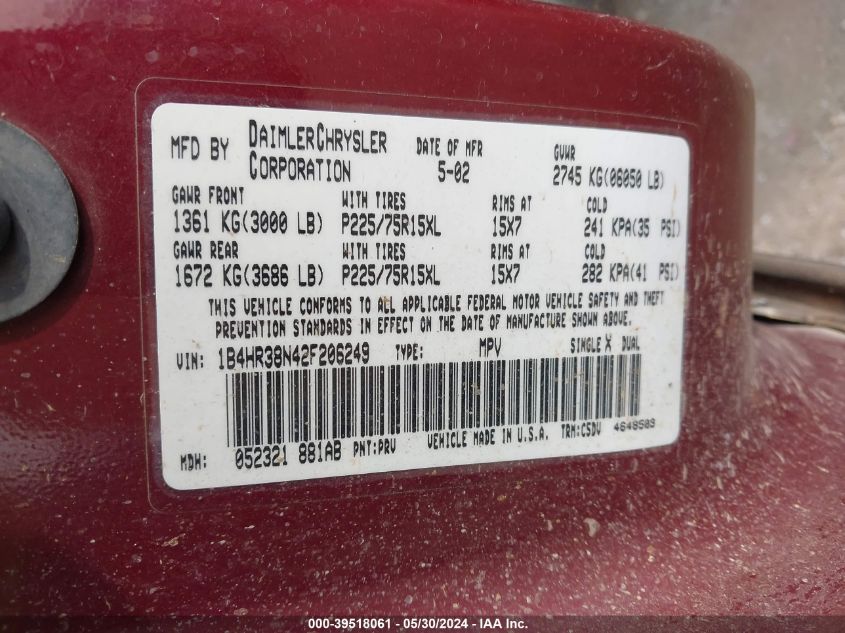 MFD BY DAIMLERCHRYSLER CORPORATION DATE OF MFR 5-02 GVWR 2745 KG(06050 LB)
GAWR FRONT WITH TIRES RIMS AT COLD
1361 KG(3000 LB) P225/75R15XL 15X7 241 KPA(35 PSI)
GAWR REAR WITH TIRES RIMS AT COLD
1672 KG(3686 LB) P225/75R15XL 15X7 282 KPA(41 PSI)
THIS VEHICLE CONFORMS TO ALL APPLICABLE FEDERAL MOTOR VEHICLE SAFETY AND THEFT
PREVENTION STANDARDS IN EFFECT ON THE DATE OF MANUFACTURE SHOWN ABOVE.
VIN: 1B4HR38N42F206249 TYPE: MPV SINGLE X DUAL
MDH: 052321 881AB PNT:PRV VEHICLE MADE IN U.S.A. TRM:CSDV 4648503
000-39518061 / 05/30/2024 / IAA Inc.